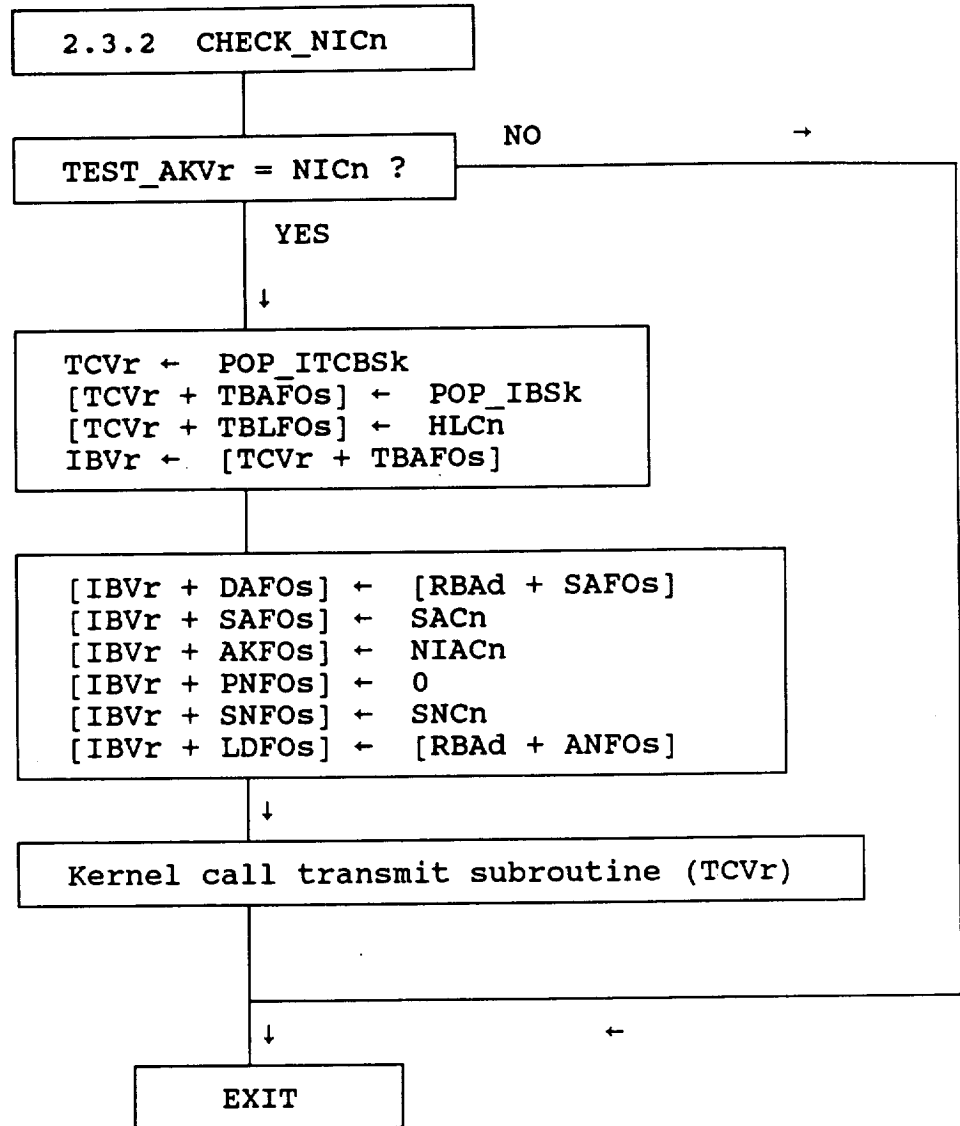 2.3.2 CHECK_NICn
NO →
TEST_AKVr = NICn ?
YES
↓
TCVr ← POP_ITCBSk
[TCVr + TBAFOs] ← POP_IBSk
[TCVr + TBLFOs] ← HLCn
IBVr ← [TCVr + TBAFOs]
[IBVr + DAFOs] ← [RBAd + SAFOs]
[IBVr + SAFOs] ← SACn
[IBVr + AKFOs] ← NIACn
[IBVr + PNFOs] ← 0
[IBVr + SNFOs] ← SNCn
[IBVr + LDFOs] ← [RBAd + ANFOs]
↓
Kernel call transmit subroutine (TCVr)
↓ ←
EXIT